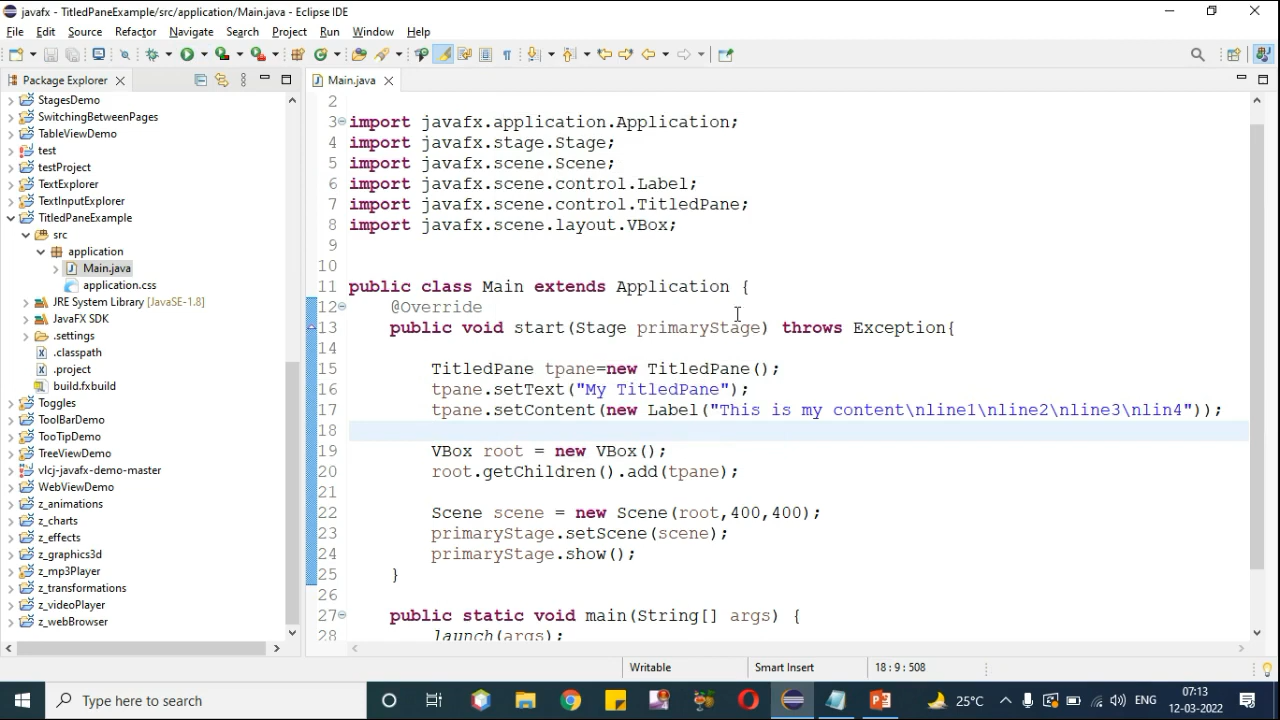 javafx - TitledPaneExample/src/application/Main.java - Eclipse IDE
File Edit Source Refactor Navigate Search Project Run Window Help
Package Explorer
StagesDemo
SwitchingBetweenPages
TableViewDemo
test
testProject
TextExplorer
TextInputExplorer
TitledPaneExample
src
application
Main.java
application.css
JRE System Library [JavaSE-1.8]
JavaFX SDK
.settings
.classpath
.project
build.fxbuild
Toggles
ToolBarDemo
TooTipDemo
TreeViewDemo
vlcj-javafx-demo-master
WebViewDemo
z_animations
z_charts
z_effects
z_graphics3d
z_mp3Player
z_transformations
z_videoPlayer
z_webBrowser
Main.java
2
3 import javafx.application.Application;
4 import javafx.stage.Stage;
5 import javafx.scene.Scene;
6 import javafx.scene.control.Label;
7 import javafx.scene.control.TitledPane;
8 import javafx.scene.layout.VBox;
9
10
11 public class Main extends Application {
12 @Override
13 public void start(Stage primaryStage) throws Exception{
14
15 TitledPane tpane=new TitledPane();
16 tpane.setText("My TitledPane");
17 tpane.setContent(new Label("This is my content\nline1\nline2\nline3\nlin4"));
18
19 VBox root = new VBox();
20 root.getChildren().add(tpane);
21
22 Scene scene = new Scene(root,400,400);
23 primaryStage.setScene(scene);
24 primaryStage.show();
25 }
26
27 public static void main(String[] args) {
28 launch(args);
Writable Smart Insert 18 : 9 : 508
Type here to search
25°C ENG 07:13
12-03-2022